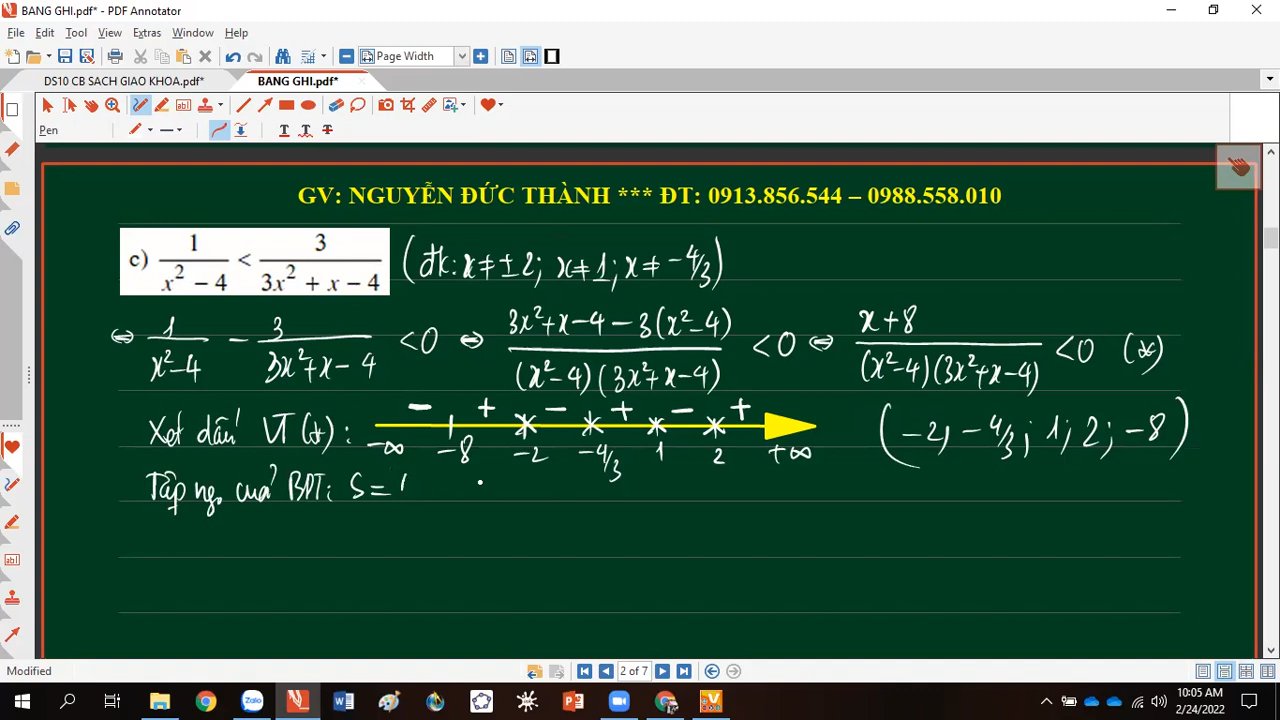 BANG GHI.pdf* - PDF Annotator
File Edit Tool View Extras Window Help
Page Width
DS10 CB SACH GIAO KHOA.pdf* BANG GHI.pdf*
Pen
GV: NGUYỄN ĐỨC THÀNH *** ĐT: 0913.856.544 – 0988.558.010
c) 1/(x² − 4) < 3/(3x² + x − 4) (đk: x ≠ ±2; x ≠ 1; x ≠ −4/3)
⇔ 1/(x²−4) − 3/(3x²+x−4) <0 ⇔ (3x²+x−4 − 3(x²−4))/((x²−4)(3x²+x−4)) <0 ⇔ (x+8)/((x²−4)(3x²+x−4)) <0 (*)
− + − + − +
Xét dấu VT(*): (−2; −4/3; 1; 2; −8)
−∞ −8 −2 −4/3 1 2 +∞
Tập ng. của BPT: S =
Modified 2 of 7
10:05 AM
2/24/2022